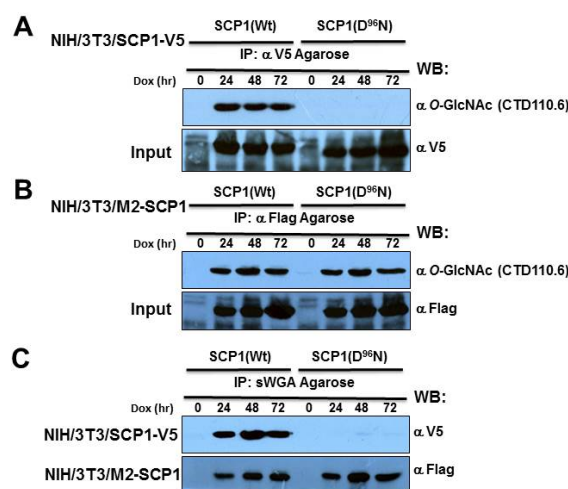 A
SCP1(Wt) SCP1(D⁹⁶N)
NIH/3T3/SCP1-V5
IP: α V5 Agarose
WB:
Dox (hr) 0 24 48 72 0 24 48 72
α O-GlcNAc (CTD110.6)
Input α V5
B
SCP1(Wt) SCP1(D⁹⁶N)
NIH/3T3/M2-SCP1
IP: α Flag Agarose
WB:
Dox (hr) 0 24 48 72 0 24 48 72
α O-GlcNAc (CTD110.6)
Input α Flag
C
SCP1(Wt) SCP1(D⁹⁶N)
IP: sWGA Agarose
WB:
Dox (hr) 0 24 48 72 0 24 48 72
NIH/3T3/SCP1-V5 α V5
NIH/3T3/M2-SCP1 α Flag